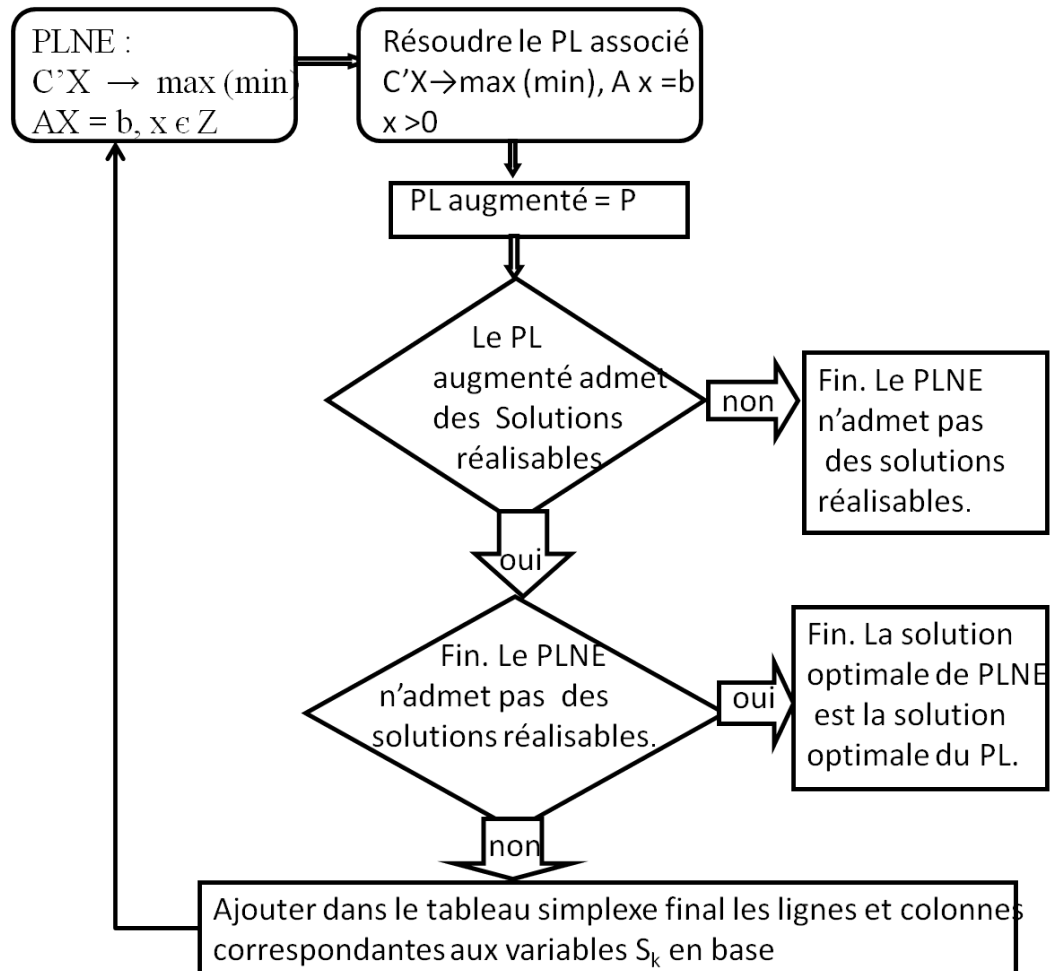 PLNE :
C’X → max (min)
AX = b, x є Z
Résoudre le PL associé
C’X→max (min), A x =b
x >0
PL augmenté = P
Le PL
augmenté admet
des Solutions
réalisables
non
Fin. Le PLNE
n’admet pas
des solutions
réalisables.
oui
Fin. Le PLNE
n’admet pas des
solutions réalisables.
oui
Fin. La solution
optimale de PLNE
est la solution
optimale du PL.
non
Ajouter dans le tableau simplexe final les lignes et colonnes
correspondantes aux variables Sk en base